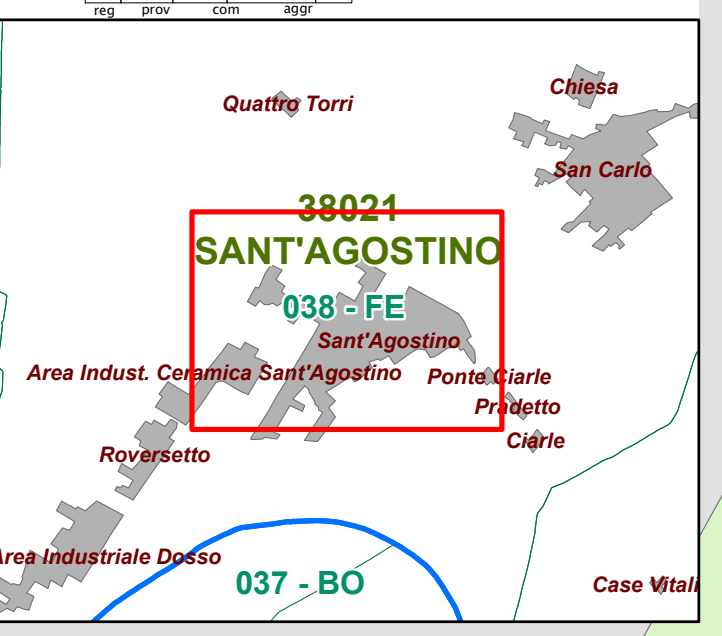 reg prov com aggr
Chiesa
Quattro Torri
San Carlo
38021
SANT'AGOSTINO
038 - FE
Sant'Agostino
Area Indust. Ceramica Sant'Agostino
Ponte Ciarle
Pradetto
Ciarle
Roversetto
Area Industriale Dosso
037 - BO
Case Vitali